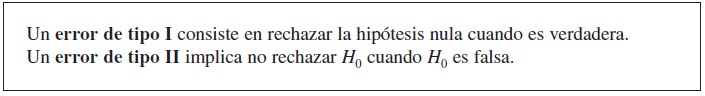 Un error de tipo I consiste en rechazar la hipótesis nula cuando es verdadera.
Un error de tipo II implica no rechazar H₀ cuando H₀ es falsa.